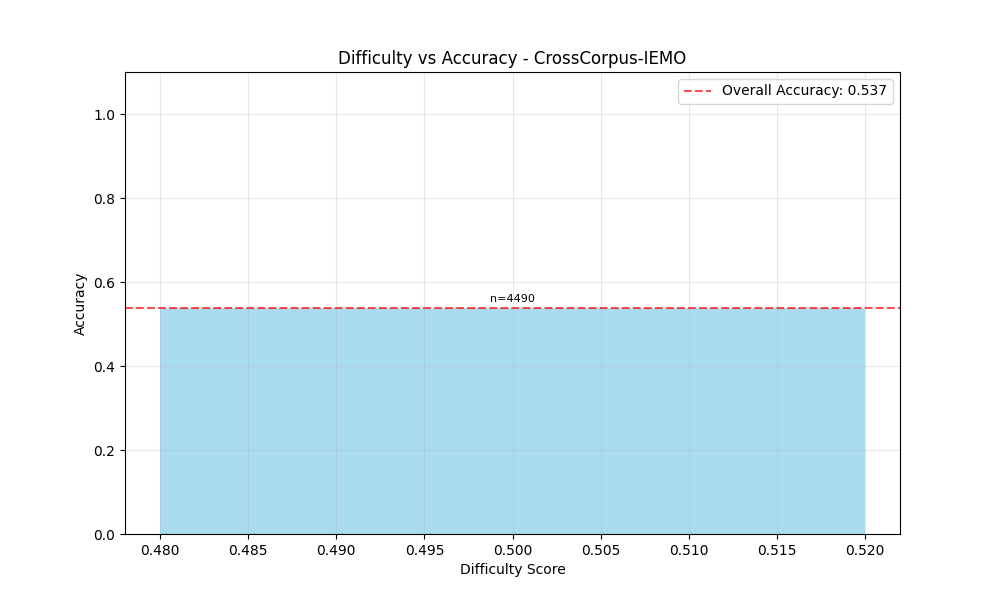 Difficulty vs Accuracy - CrossCorpus-IEMO
Overall Accuracy: 0.537
1.0
0.8
0.6
0.4
0.2
0.0
Accuracy
n=4490
0.480 0.485 0.490 0.495 0.500 0.505 0.510 0.515 0.520
Difficulty Score